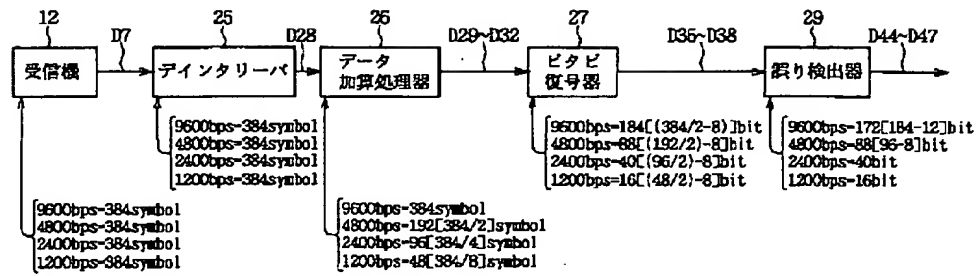 12
25
26
27
29
D7
D28
D29~D32
D36~D38
D44~D47
受信機
デインタリーバ
データ
加算処理器
ビタビ
復号器
誤り検出器
9600bps=384symbol
4800bps=384symbol
2400bps=384symbol
1200bps=384symbol
9600bps=184[(384/2-8)]bit
4800bps=88[(192/2)-8]bit
2400bps=40[(96/2)-8]bit
1200bps=16[(48/2)-8]bit
9600bps=172[184-12]bit
4800bps=88[96-8]bit
2400bps=40bit
1200bps=16bit
9600bps=384symbol
4800bps=384symbol
2400bps=384symbol
1200bps=384symbol
9600bps=384symbol
4800bps=192[384/2]symbol
2400bps=96[384/4]symbol
1200bps=48[384/8]symbol